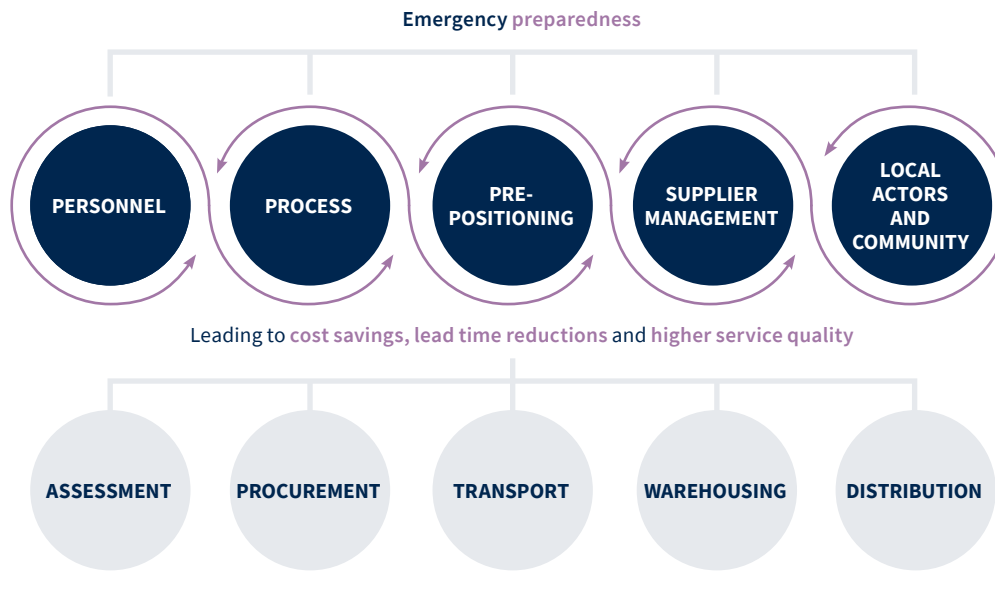 Emergency preparedness
PERSONNEL
PROCESS
PRE-
POSITIONING
SUPPLIER
MANAGEMENT
LOCAL
ACTORS
AND
COMMUNITY
Leading to cost savings, lead time reductions and higher service quality
ASSESSMENT
PROCUREMENT
TRANSPORT
WAREHOUSING
DISTRIBUTION